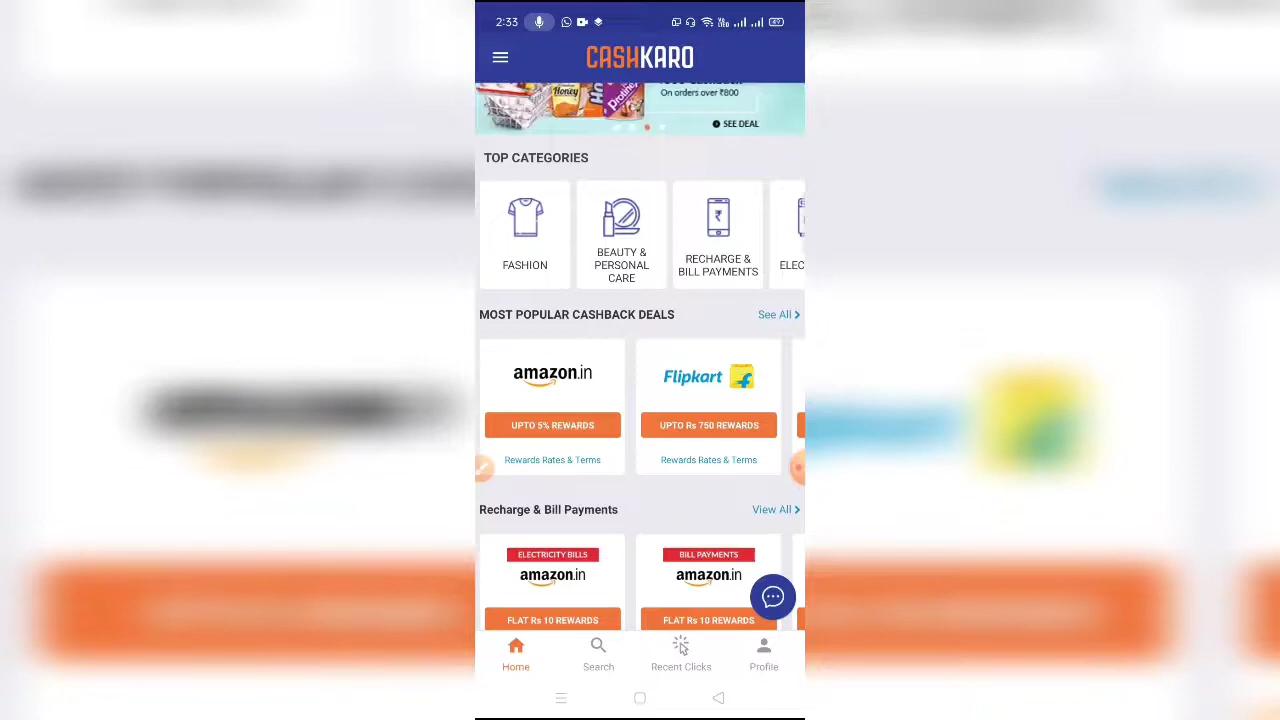 2:33
49
CASHKARO
Honey
On orders over ₹800
SEE DEAL
TOP CATEGORIES
FASHION
BEAUTY &
PERSONAL
CARE
RECHARGE &
BILL PAYMENTS
ELEC
MOST POPULAR CASHBACK DEALS
See All
amazon.in
Flipkart
UPTO 5% REWARDS
UPTO Rs 750 REWARDS
Rewards Rates & Terms
Rewards Rates & Terms
Recharge & Bill Payments
View All
ELECTRICITY BILLS
BILL PAYMENTS
amazon.in
amazon.in
FLAT Rs 10 REWARDS
FLAT Rs 10 REWARDS
Home
Search
Recent Clicks
Profile